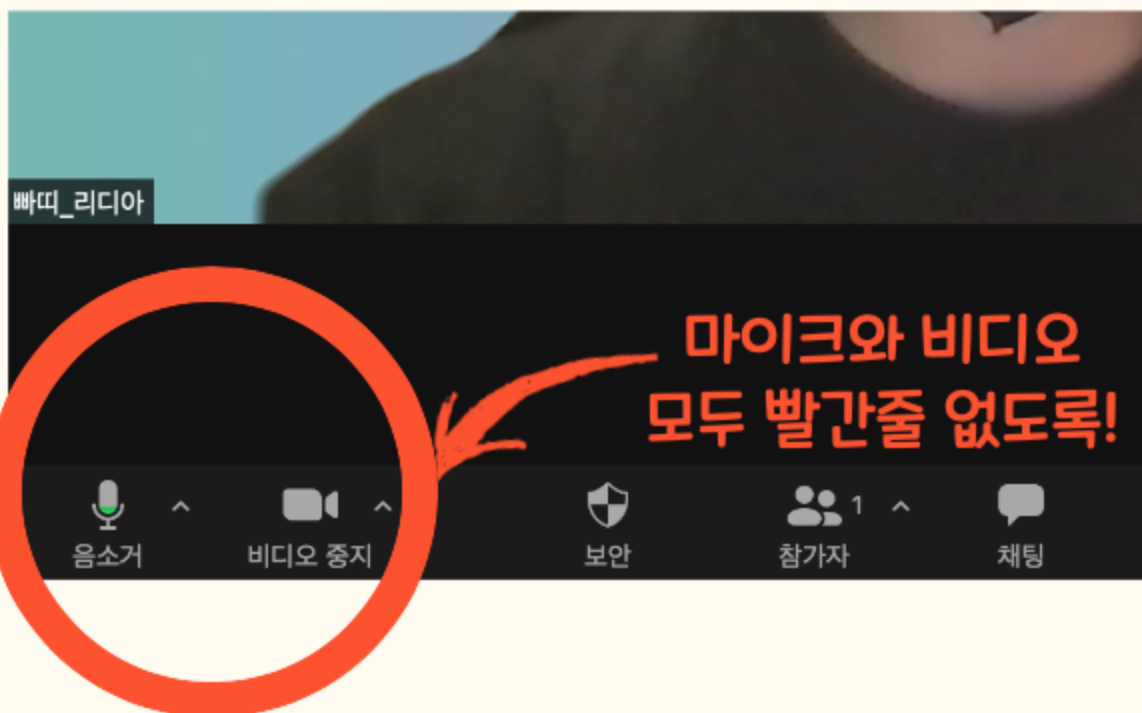 빠띠_리디아
마이크와 비디오
모두 빨간줄 없도록!
음소거
비디오 중지
보안
1
참가자
채팅